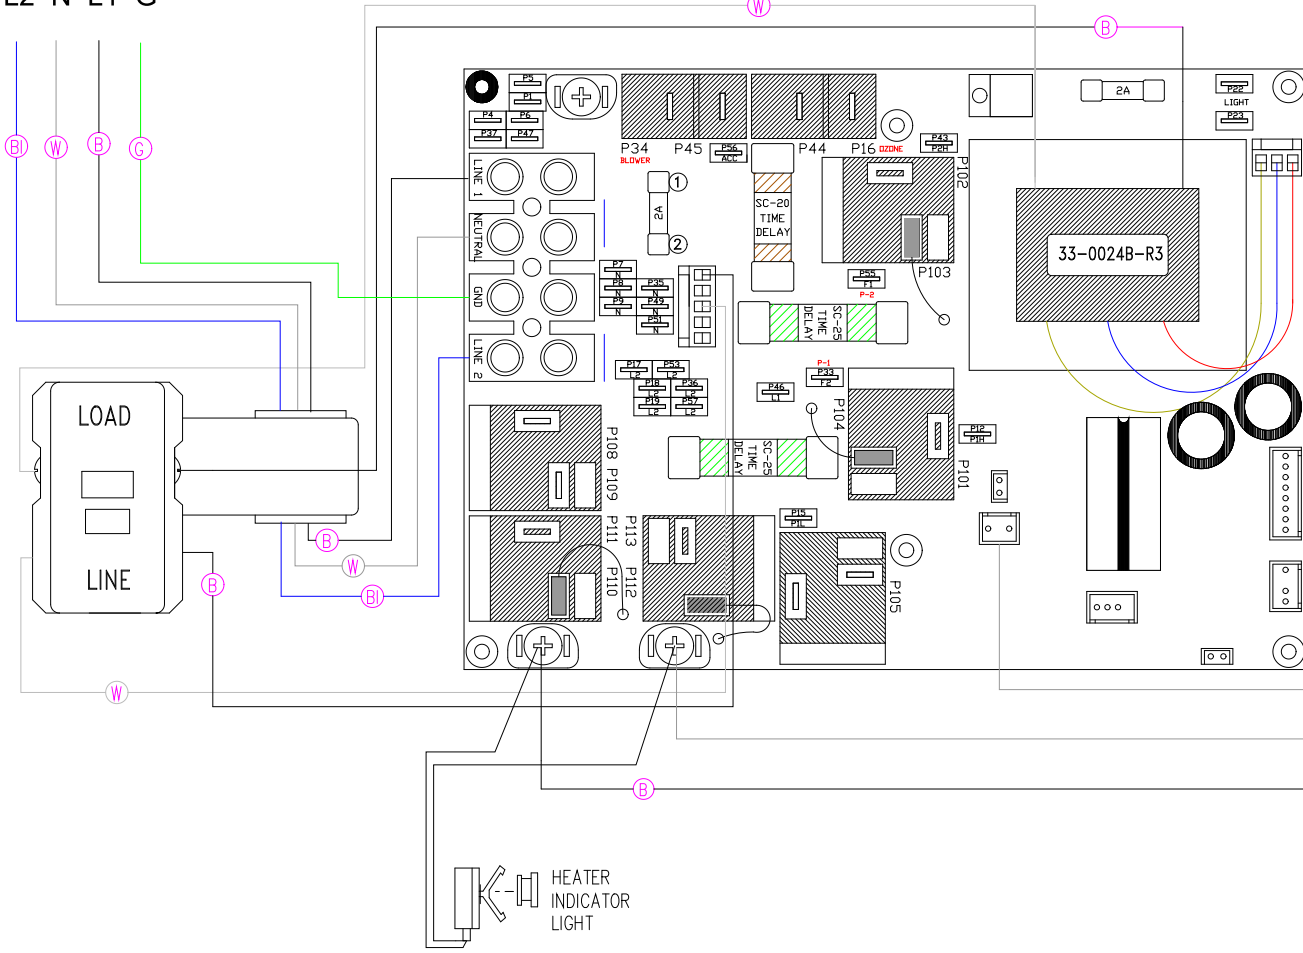 L2 N L1 G
W
B
Bl
W
B
G
P5
P1
P4
P6
P37
P47
P34
BLOWER
P45
P56
ACC
P44
P16
OZONE
P43
P2H
P102
2A
P22
LIGHT
P23
LINE 1
NEUTRAL
GND
LINE 2
1
2A
2
SC-20
TIME
DELAY
P103
33-0024B-R3
P7
N
P8
N
P9
N
P35
N
P49
N
P51
N
P55
F1
P-2
SC-25
TIME
DELAY
P-1
P33
F2
P17
L2
P53
L2
P18
L2
P36
L2
P19
L2
P57
L2
P46
L1
P104
P12
P1H
P101
LOAD
LINE
P108
P109
SC-25
TIME
DELAY
P111
P110
P113
P112
P15
P1L
P105
B
W
Bl
B
W
B
HEATER
INDICATOR
LIGHT